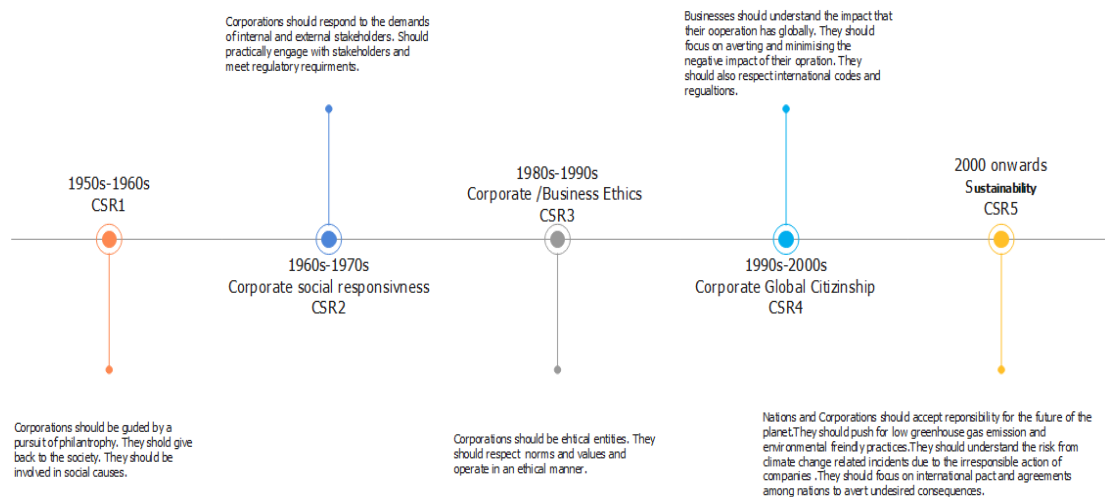 1950s-1960s
CSR1
Corporations should be guded by a
pursuit of philantrophy. They shold give
back to the society. They should be
involved in social causes.
Corporations should respond to the demands
of internal and external stakeholders. Should
practically engage with stakeholders and
meet regulatory requirments.
1960s-1970s
Corporate social responsivness
CSR2
1980s-1990s
Corporate /Business Ethics
CSR3
Corporations should be ehtical entities. They
should respect norms and values and
operate in an ethical manner.
Businesses should understand the impact that
their ooperation has globally. They should
focus on averting and minimising the
negative impact of their opration. They
should also respect international codes and
regualtions.
1990s-2000s
Corporate Global Citizinship
CSR4
2000 onwards
Sustainability
CSR5
Nations and Corporations should accept reponsibility for the future of the
planet.They should push for low greenhouse gas emission and
environmental freindly practices.They should understand the risk from
climate change related incidents due to the irresponsible action of
companies .They should focus on international pact and agreements
among nations to avert undesired consequences.